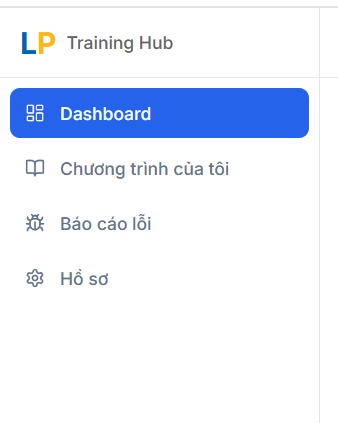 LP Training Hub
Dashboard
Chương trình của tôi
Báo cáo lỗi
Hồ sơ